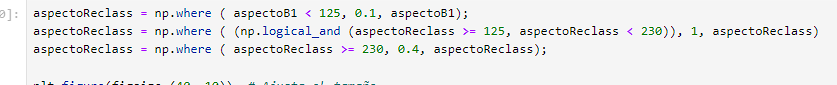 ]:
aspectoReclass = np.where ( aspectoB1 < 125, 0.1, aspectoB1);
aspectoReclass = np.where ( (np.logical_and (aspectoReclass >= 125, aspectoReclass < 230)), 1, aspectoReclass)
aspectoReclass = np.where ( aspectoReclass >= 230, 0.4, aspectoReclass);